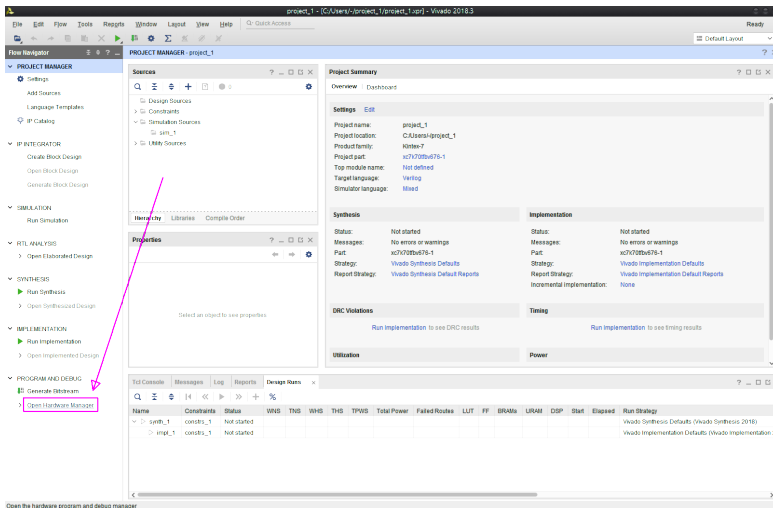 project_1 - [C:/Users/-/project_1/project_1.xpr] - Vivado 2018.3
File Edit Flow Tools Reports Window Layout View Help Quick Access
Ready
Default Layout
Flow Navigator
PROJECT MANAGER
Settings
Add Sources
Language Templates
IP Catalog
IP INTEGRATOR
Create Block Design
Open Block Design
Generate Block Design
SIMULATION
Run Simulation
RTL ANALYSIS
Open Elaborated Design
SYNTHESIS
Run Synthesis
Open Synthesized Design
IMPLEMENTATION
Run Implementation
Open Implemented Design
PROGRAM AND DEBUG
Generate Bitstream
Open Hardware Manager
PROJECT MANAGER - project_1
Sources
Design Sources
Constraints
Simulation Sources
sim_1
Utility Sources
Hierarchy Libraries Compile Order
Properties
Select an object to see properties
Project Summary
Overview Dashboard
Settings Edit
Project name: project_1
Project location: C:/Users/-/project_1
Product family: Kintex-7
Project part: xc7k70tfbv676-1
Top module name: Not defined
Target language: Verilog
Simulator language: Mixed
Synthesis
Status: Not started
Messages: No errors or warnings
Part: xc7k70tfbv676-1
Strategy: Vivado Synthesis Defaults
Report Strategy: Vivado Synthesis Default Reports
Implementation
Status: Not started
Messages: No errors or warnings
Part: xc7k70tfbv676-1
Strategy: Vivado Implementation Defaults
Report Strategy: Vivado Implementation Default Reports
Incremental implementation: None
DRC Violations
Run Implementation to see DRC results
Timing
Run Implementation to see timing results
Utilization
Power
Tcl Console Messages Log Reports Design Runs
Name Constraints Status WNS TNS WHS THS TPWS Total Power Failed Routes LUT FF BRAMs URAM DSP Start Elapsed Run Strategy
synth_1 constrs_1 Not started Vivado Synthesis Defaults (Vivado Synthesis 2018)
impl_1 constrs_1 Not started Vivado Implementation Defaults (Vivado Implementation
Open the hardware program and debug manager